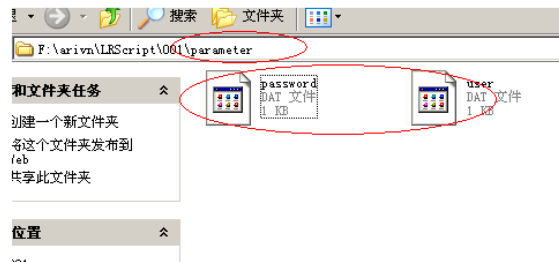 搜索 文件夹
F:\arivn\LRScript\001\parameter
和文件夹任务
创建一个新文件夹
将这个文件夹发布到
Web
共享此文件夹
位置
password
DAT 文件
1 KB
user
DAT 文件
1 KB